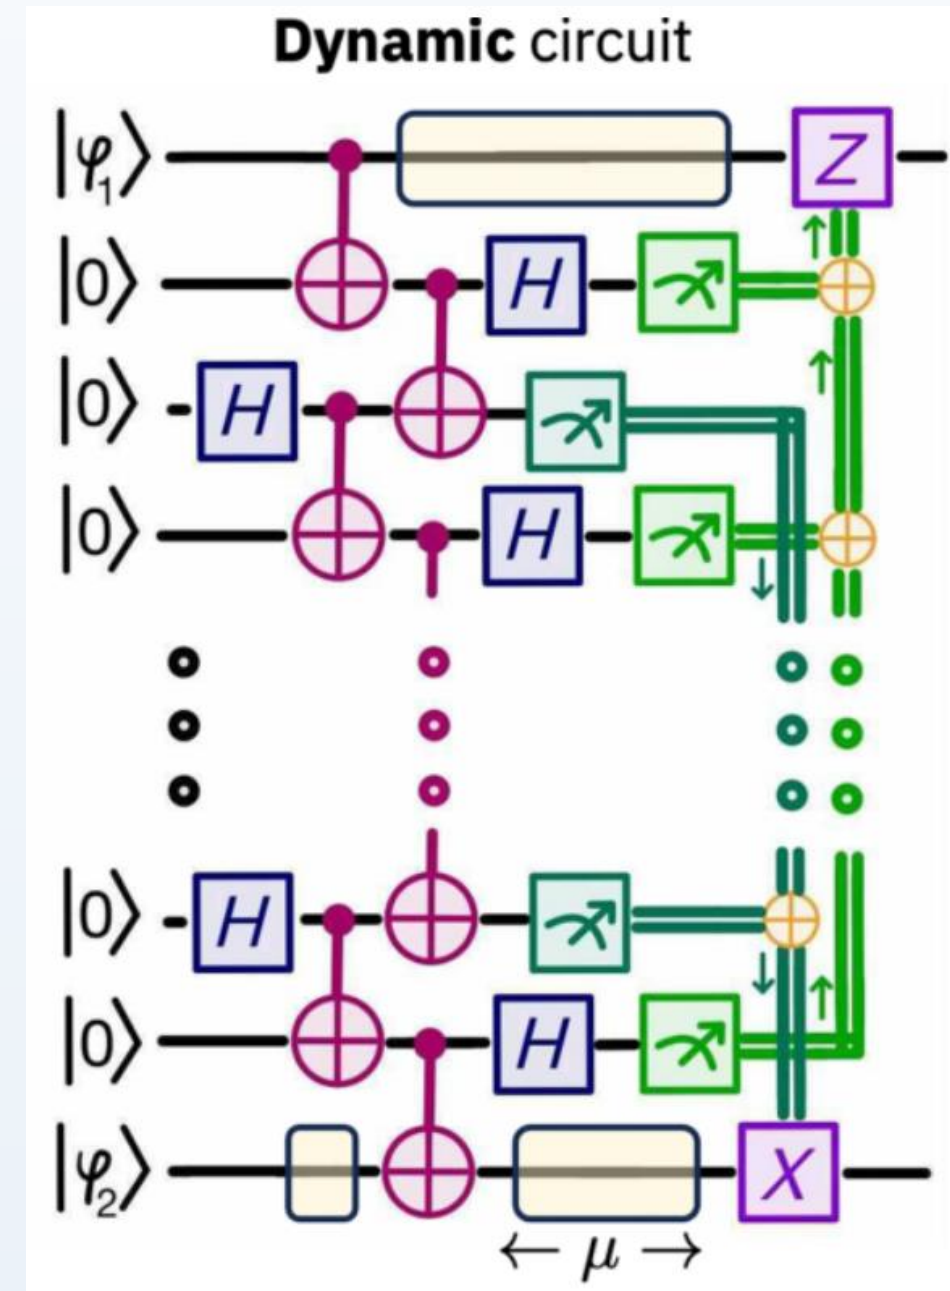 Dynamic circuit
|φ₁⟩ Z
|0⟩ H
|0⟩ H
|0⟩ H
|0⟩ H
|0⟩ H
|φ₂⟩ X
← μ →